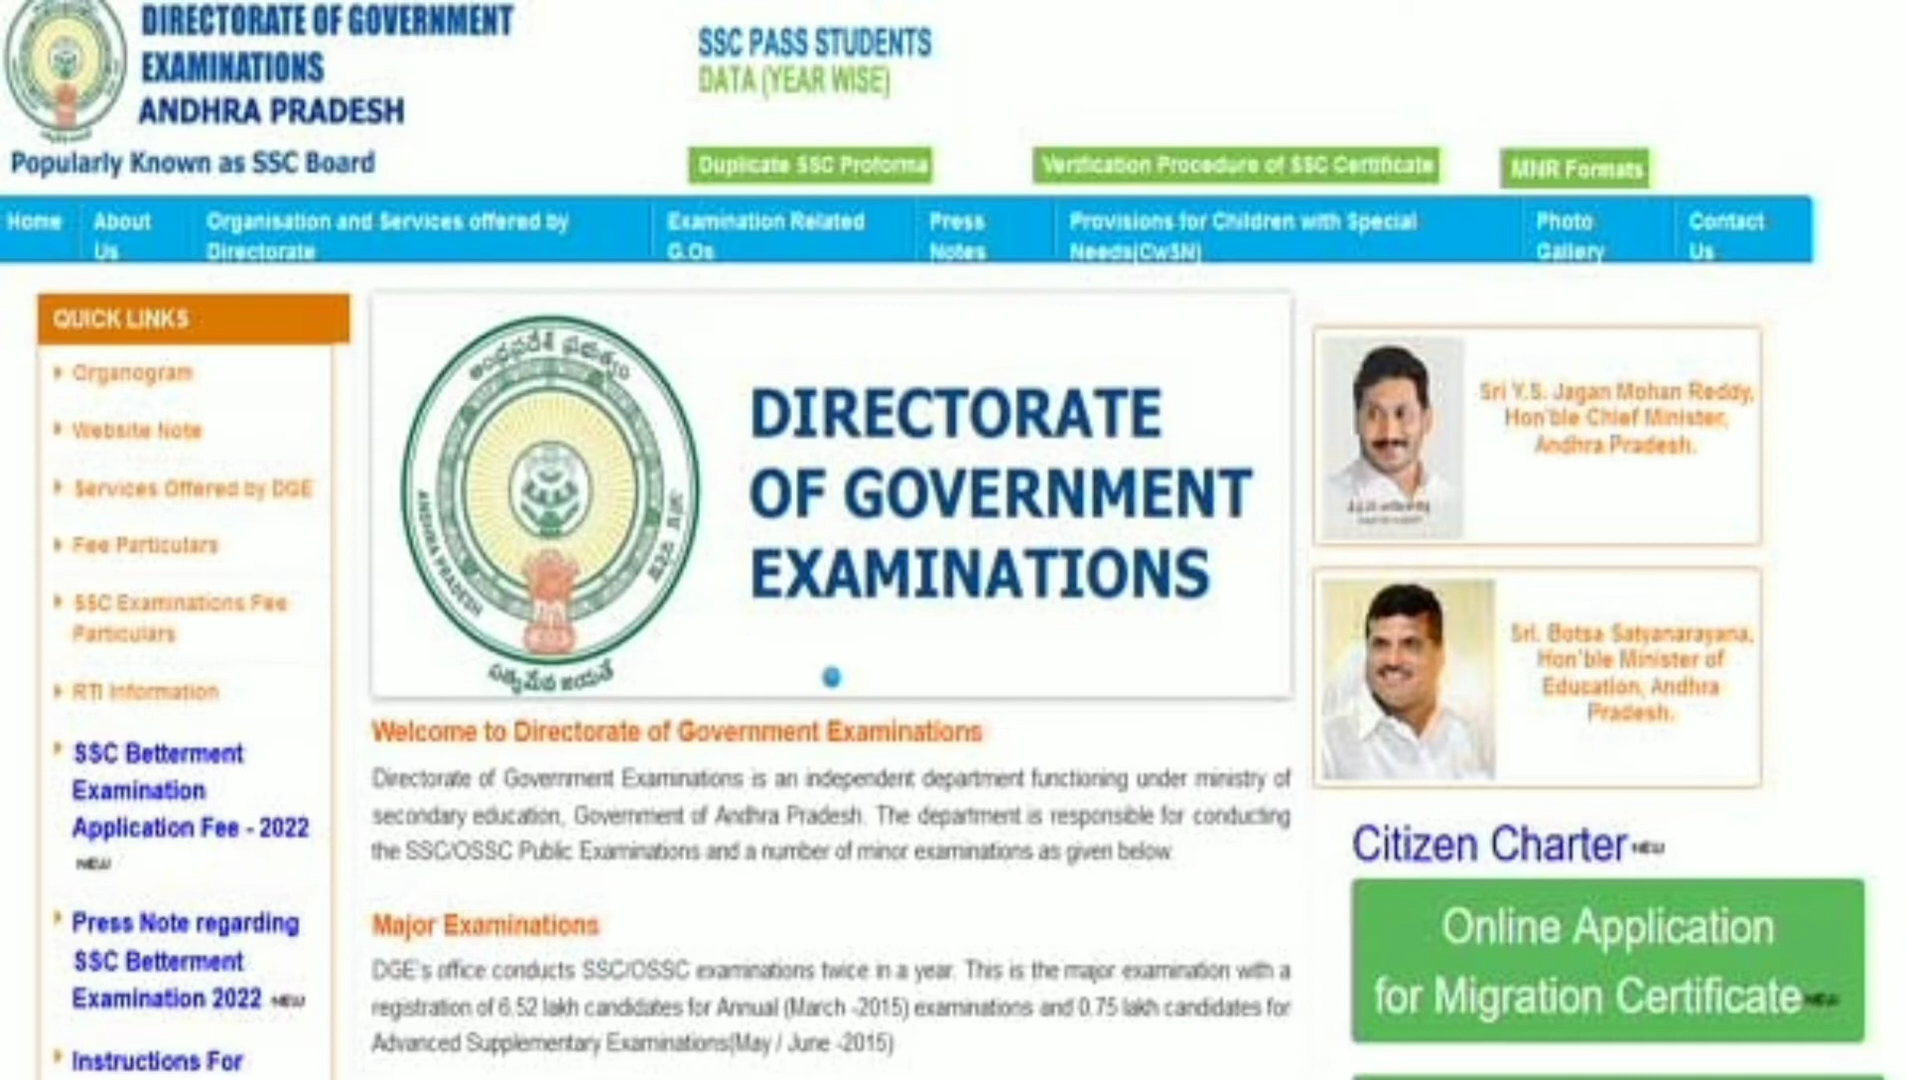 DIRECTORATE OF GOVERNMENT
EXAMINATIONS
ANDHRA PRADESH
Popularly Known as SSC Board
SSC PASS STUDENTS
DATA (YEAR WISE)
Duplicate SSC Proforma
Verification Procedure of SSC Certificate
MNR Formats
Home
About
Us
Organisation and Services offered by
Directorate
Examination Related
G.Os
Press
Notes
Provisions for Children with Special
Needs(CwSN)
Photo
Gallery
Contact
Us
QUICK LINKS
Organogram
Website Note
Services Offered by DGE
Fee Particulars
SSC Examinations Fee
Particulars
RTI Information
SSC Betterment
Examination
Application Fee - 2022
NEW
Press Note regarding
SSC Betterment
Examination 2022 NEW
Instructions For
ఆంధ్రప్రదేశ్ ప్రభుత్వం
ANDHRA PRADESH
సత్యమేవ జయతే
DIRECTORATE
OF GOVERNMENT
EXAMINATIONS
Welcome to Directorate of Government Examinations
Directorate of Government Examinations is an independent department functioning under ministry of
secondary education, Government of Andhra Pradesh. The department is responsible for conducting
the SSC/OSSC Public Examinations and a number of minor examinations as given below.
Major Examinations
DGE's office conducts SSC/OSSC examinations twice in a year. This is the major examination with a
registration of 6.52 lakh candidates for Annual (March -2015) examinations and 0.75 lakh candidates for
Advanced Supplementary Examinations(May / June -2015)
Sri Y.S. Jagan Mohan Reddy,
Hon'ble Chief Minister,
Andhra Pradesh.
Sri. Botsa Satyanarayana,
Hon'ble Minister of
Education, Andhra
Pradesh.
Citizen Charter NEW
Online Application
for Migration Certificate NEW